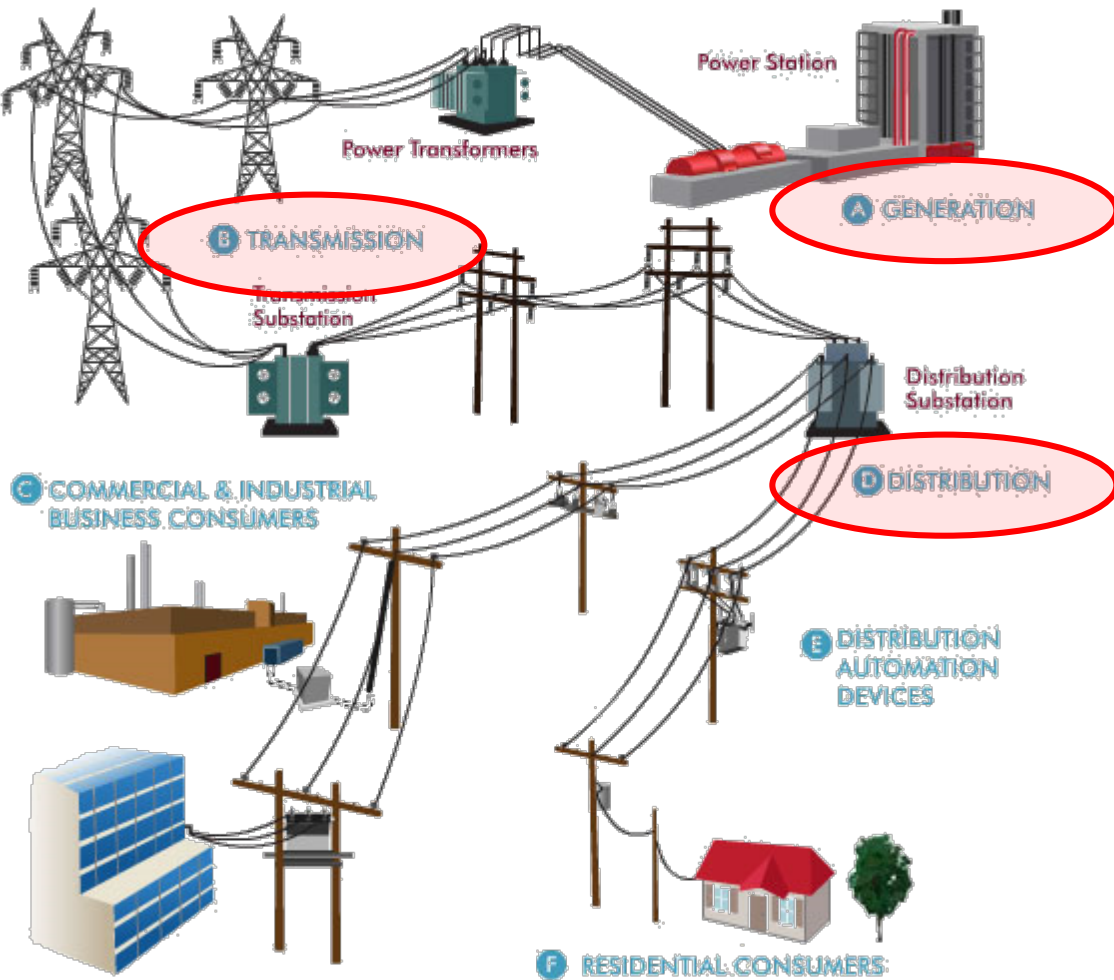 Power Station
Power Transformers
A GENERATION
B TRANSMISSION
Transmission
Substation
Distribution
Substation
C COMMERCIAL & INDUSTRIAL
BUSINESS CONSUMERS
D DISTRIBUTION
E DISTRIBUTION
AUTOMATION
DEVICES
F RESIDENTIAL CONSUMERS